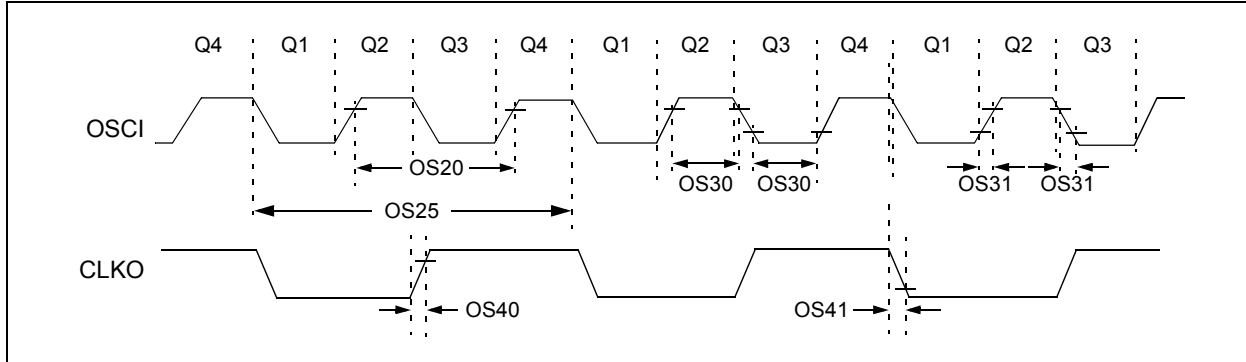 Q4 Q1 Q2 Q3 Q4 Q1 Q2 Q3 Q4 Q1 Q2 Q3
OSCI
OS20
OS30 OS30
OS31 OS31
OS25
CLKO
OS40
OS41